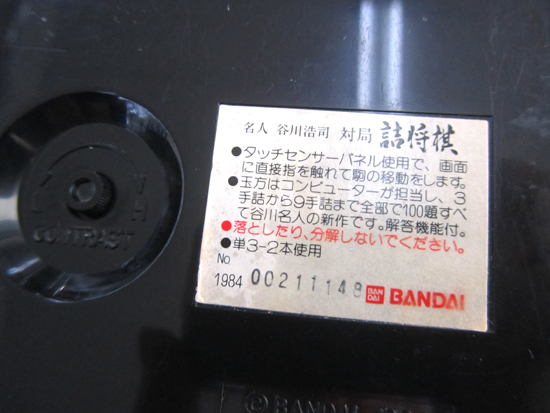 名人 谷川浩司 対局 詰将棋
●タッチセンサーパネル使用で、画面
に直接指を触れて駒の移動をします。
●玉方はコンピューターが担当し、3
手詰から9手詰まで全部で100題すべ
て谷川名人の新作です。解答機能付。
●落としたり、分解しないでください。
●単3-2本使用
No
1984 00211148 BAN DAI BANDAI
CONTRAST
© BANDAI